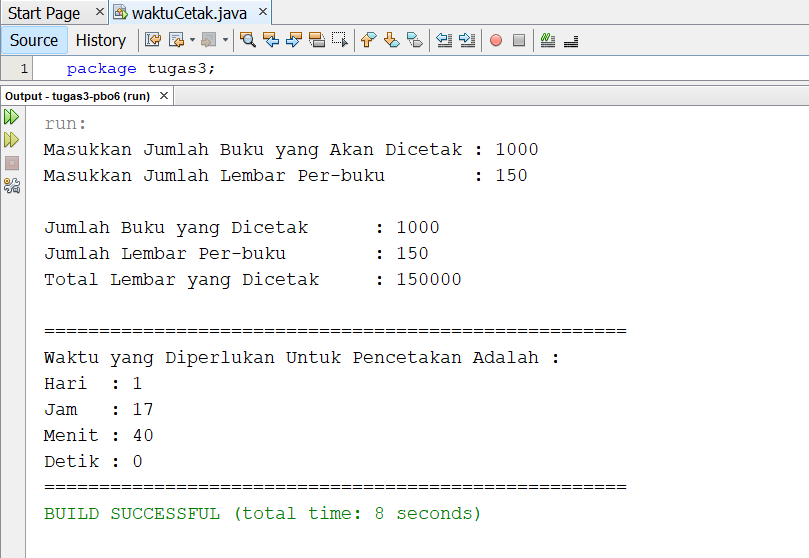 Start Page × waktuCetak.java ×
Source History
1 package tugas3;
Output - tugas3-pbo6 (run) ×
run:
Masukkan Jumlah Buku yang Akan Dicetak : 1000
Masukkan Jumlah Lembar Per-buku : 150
Jumlah Buku yang Dicetak : 1000
Jumlah Lembar Per-buku : 150
Total Lembar yang Dicetak : 150000
=====================================================
Waktu yang Diperlukan Untuk Pencetakan Adalah :
Hari : 1
Jam : 17
Menit : 40
Detik : 0
=====================================================
BUILD SUCCESSFUL (total time: 8 seconds)